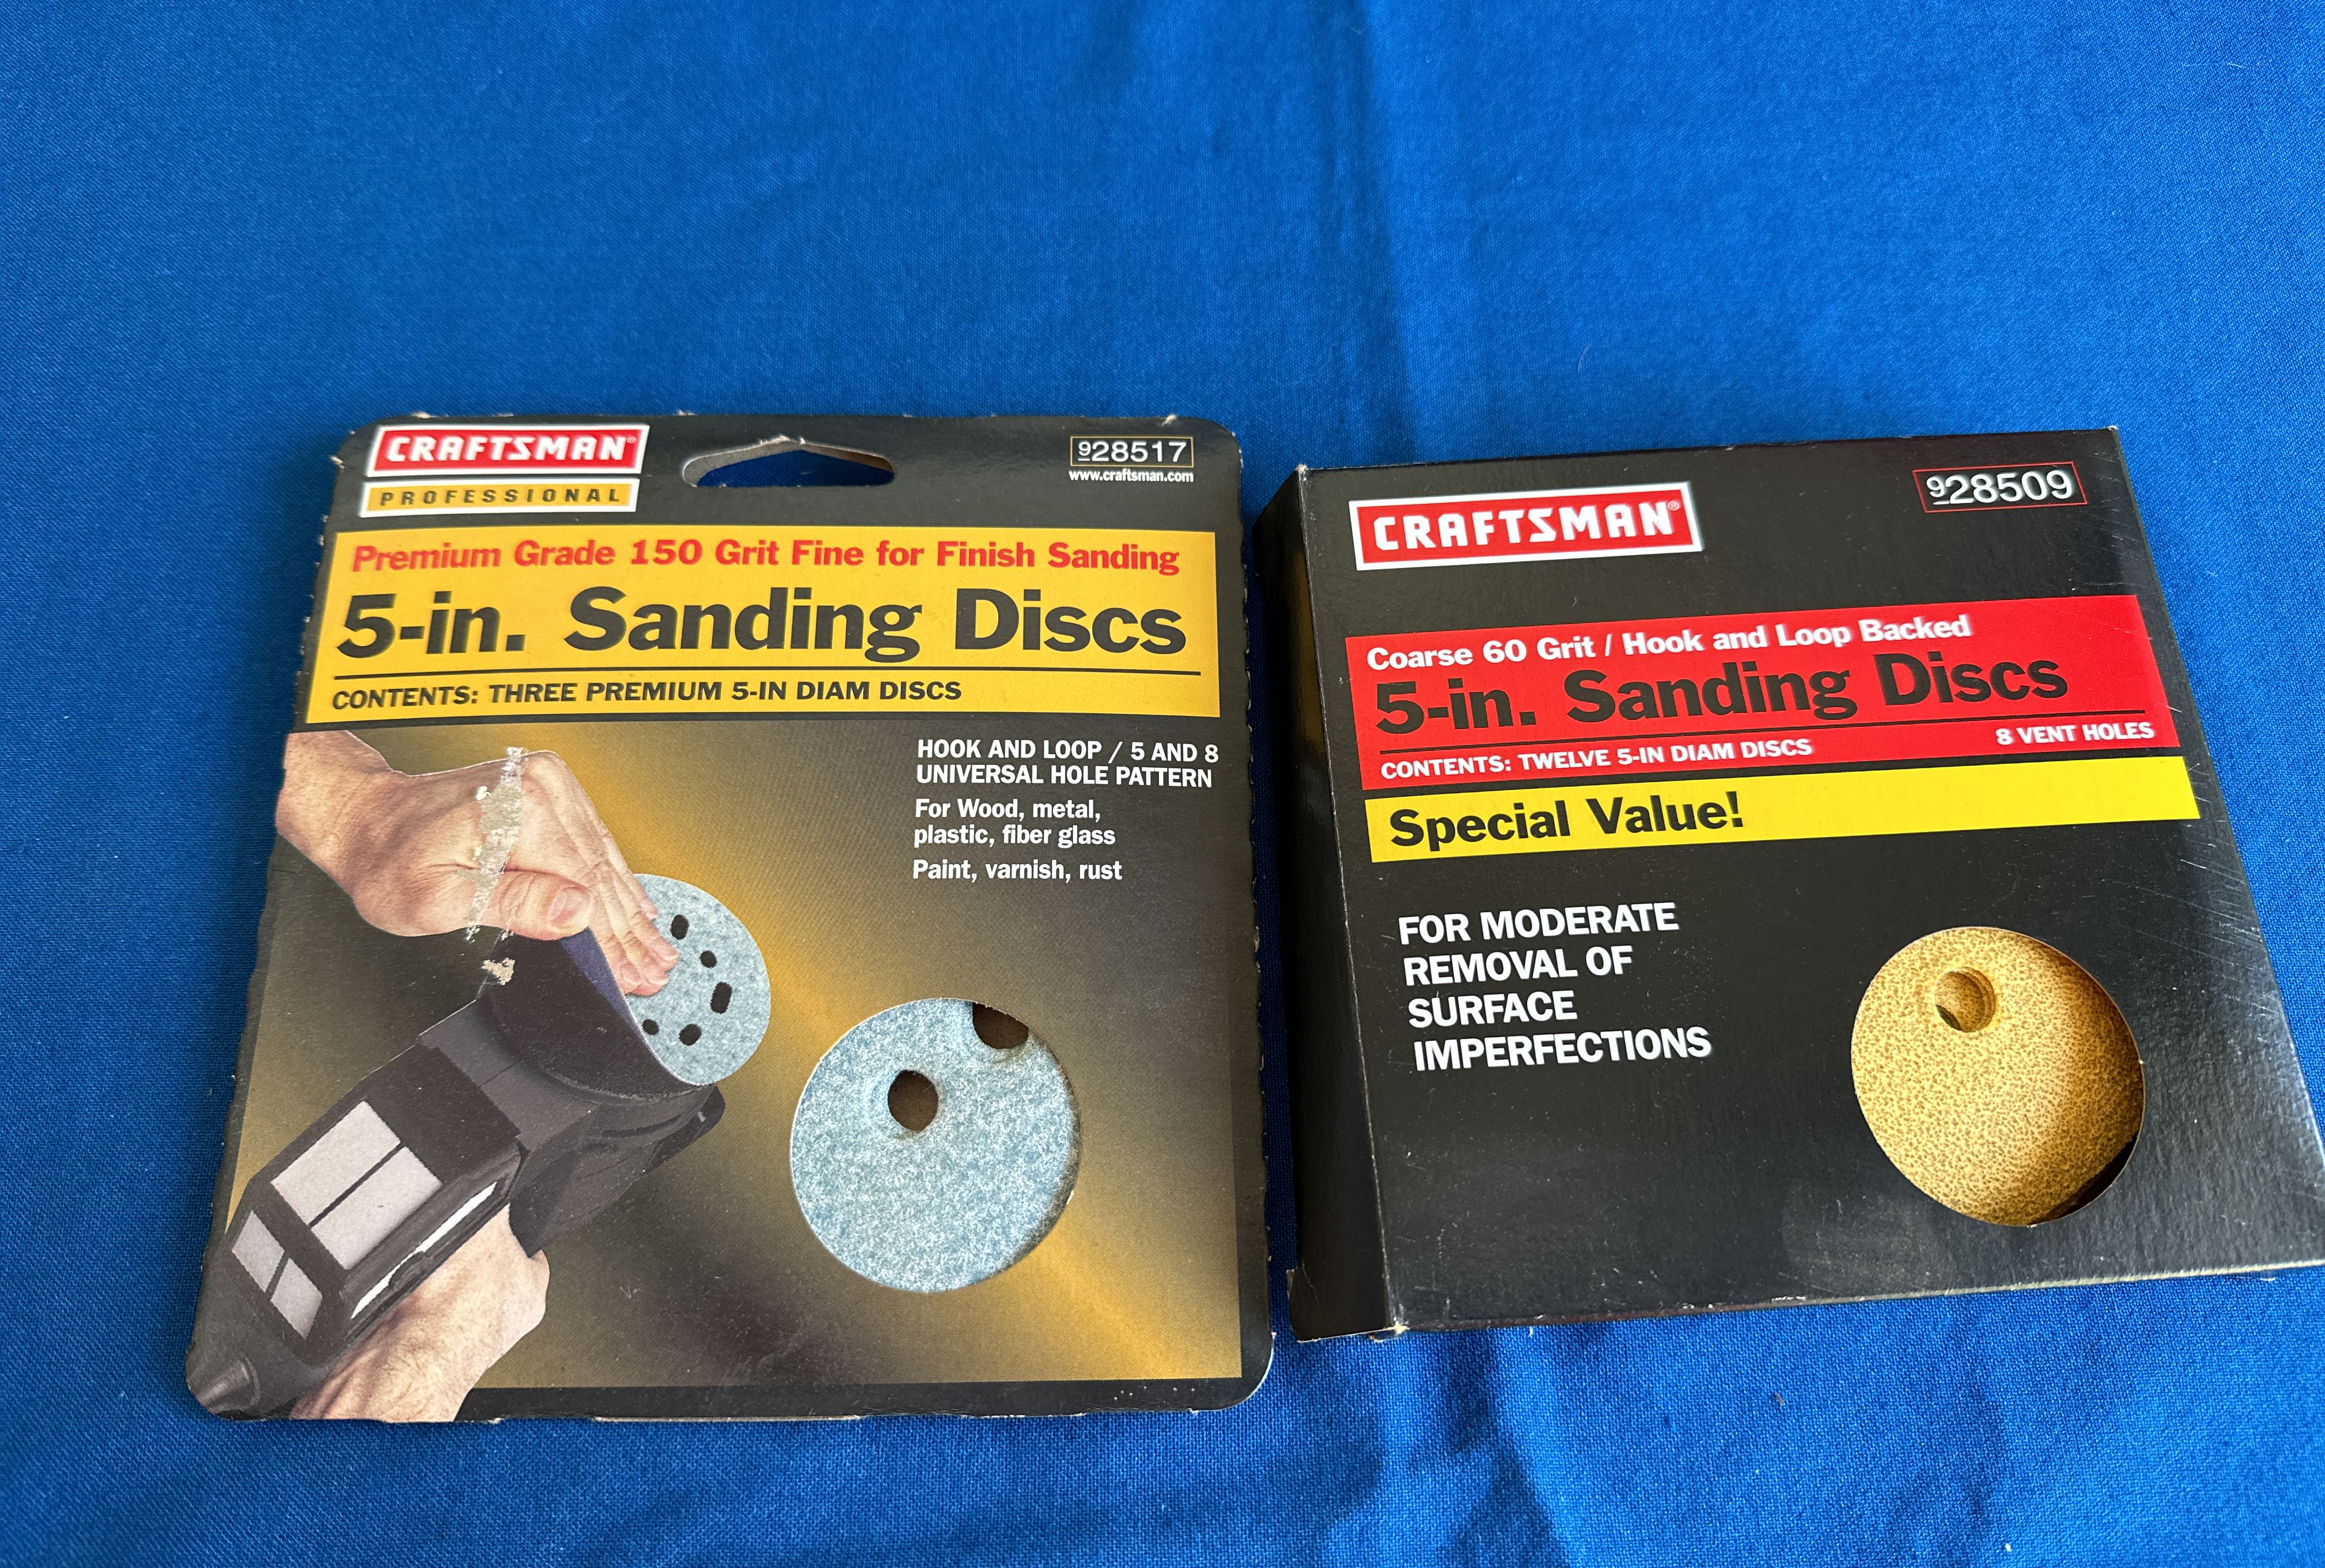 CRAFTSMAN®
PROFESSIONAL
928517
www.craftsman.com
Premium Grade 150 Grit Fine for Finish Sanding
5-in. Sanding Discs
CONTENTS: THREE PREMIUM 5-IN DIAM DISCS
HOOK AND LOOP / 5 AND 8
UNIVERSAL HOLE PATTERN
For Wood, metal,
plastic, fiber glass
Paint, varnish, rust
CRAFTSMAN®
928509
Coarse 60 Grit / Hook and Loop Backed
5-in. Sanding Discs
CONTENTS: TWELVE 5-IN DIAM DISCS
8 VENT HOLES
Special Value!
FOR MODERATE
REMOVAL OF
SURFACE
IMPERFECTIONS